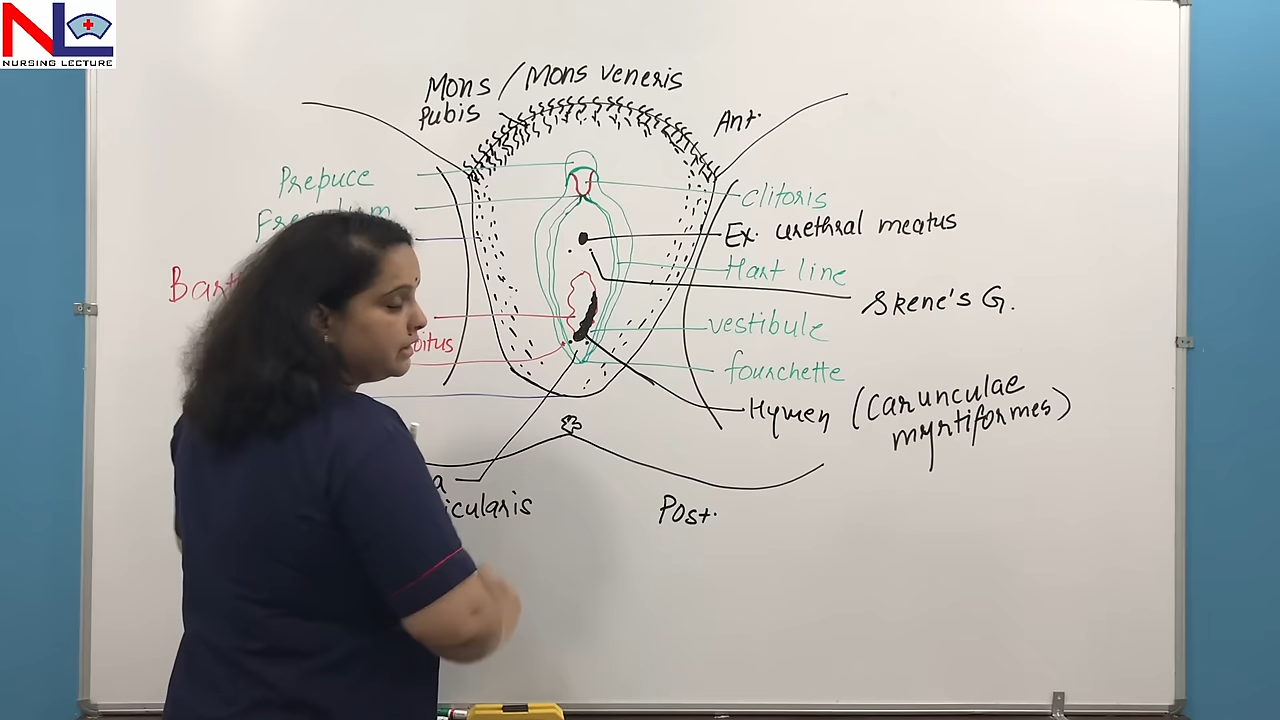 NL
NURSING LECTURE
Mons / Mons veneris
Pubis
Ant.
Prepuce
clitoris
Ex. urethral meatus
Hart line
Skene's G.
vestibule
fourchette
Hymen (Carunculae
myrtiformes)
Post.